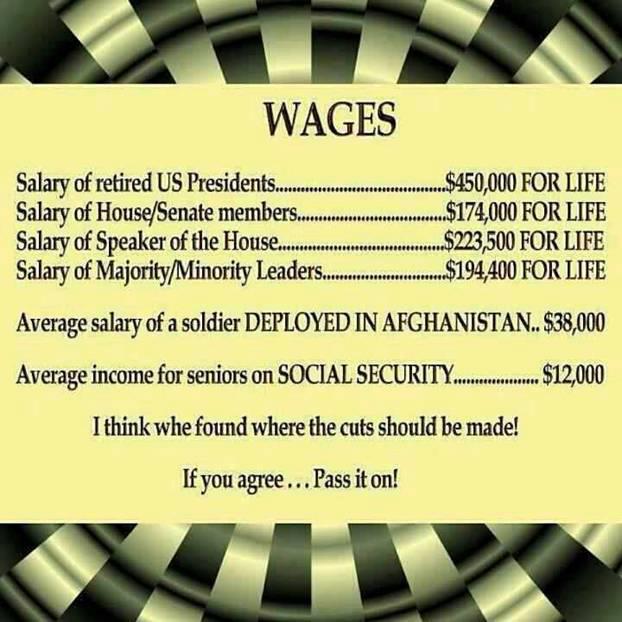 WAGES
Salary of retired US Presidents.........................................$450,000 FOR LIFE
Salary of House/Senate members....................................$174,000 FOR LIFE
Salary of Speaker of the House........................................$223,500 FOR LIFE
Salary of Majority/Minority Leaders..............................$194,400 FOR LIFE
Average salary of a soldier DEPLOYED IN AFGHANISTAN.. $38,000
Average income for seniors on SOCIAL SECURITY.................... $12,000
I think whe found where the cuts should be made!
If you agree . . . Pass it on!